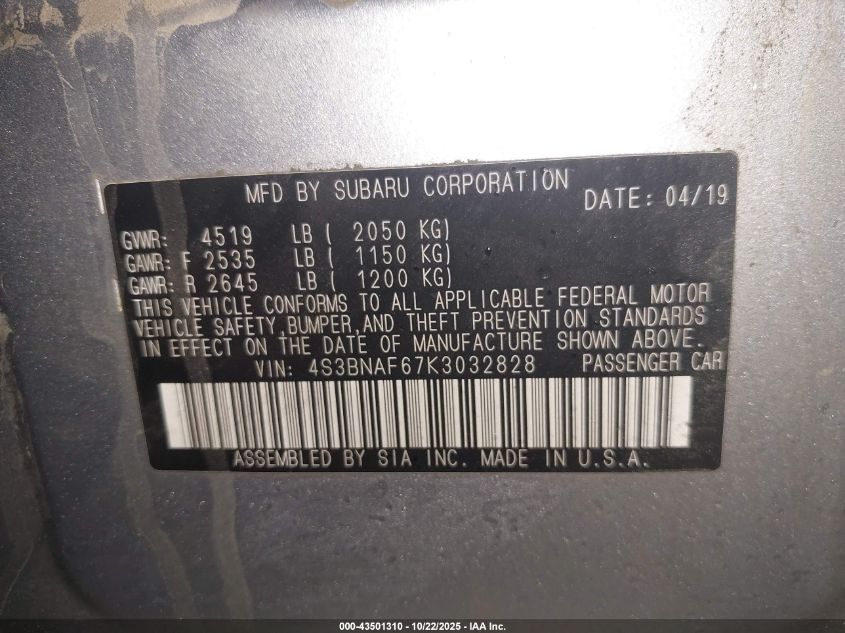 MFD BY SUBARU CORPORATION DATE: 04/19
GVWR: 4519 LB ( 2050 KG)
GAWR: F 2535 LB ( 1150 KG)
GAWR: R 2645 LB ( 1200 KG)
THIS VEHICLE CONFORMS TO ALL APPLICABLE FEDERAL MOTOR
VEHICLE SAFETY, BUMPER, AND THEFT PREVENTION STANDARDS
IN EFFECT ON THE DATE OF MANUFACTURE SHOWN ABOVE.
VIN: 4S3BNAF67K3032828 PASSENGER CAR
ASSEMBLED BY SIA INC. MADE IN U.S.A.
000-43501310 - 10/22/2025 - IAA Inc.